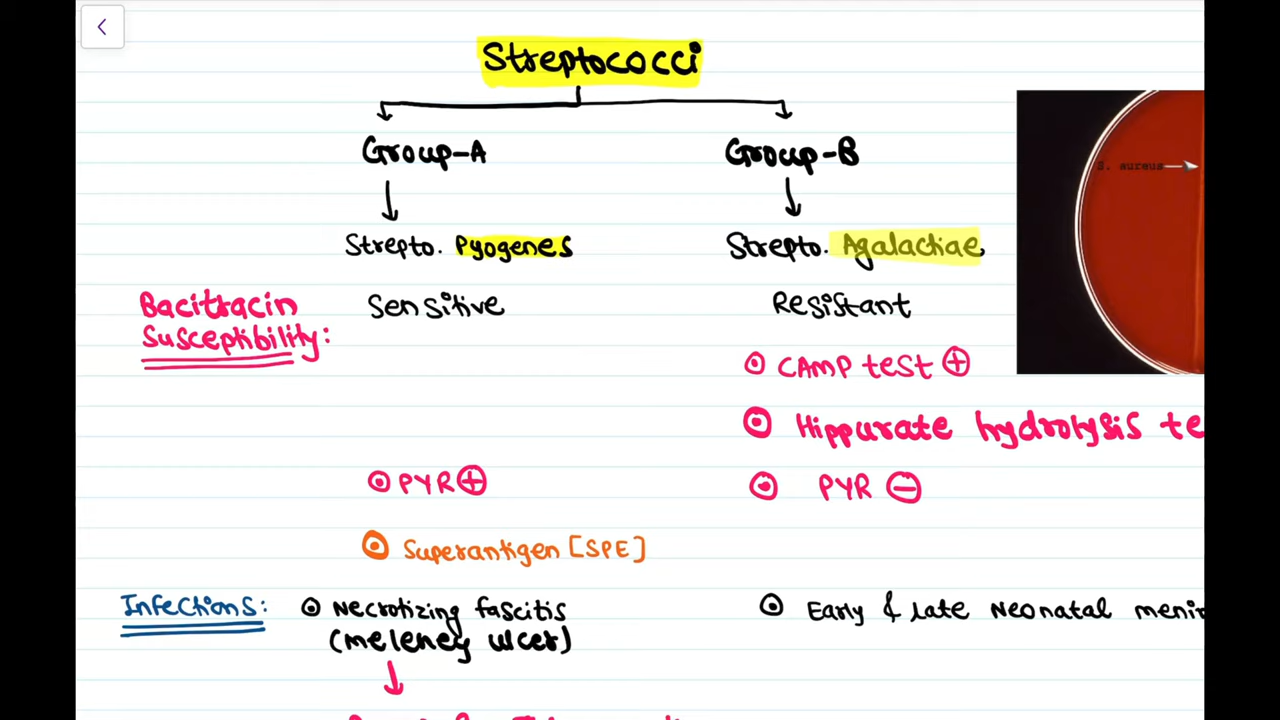 Streptococci
Group-A Group-B
S. aureus
Strepto. Pyogenes Strepto. Agalactiae
Bacitracin Susceptibility: Sensitive Resistant
⊙ CAMP test ⊕
⊙ Hippurate hydrolysis te
⊙ PYR ⊕ ⊙ PYR ⊖
⊙ Superantigen [SPE]
Infections: ⊙ Necrotizing fascitis ⊙ Early & late Neonatal menin
(meleney ulcer)